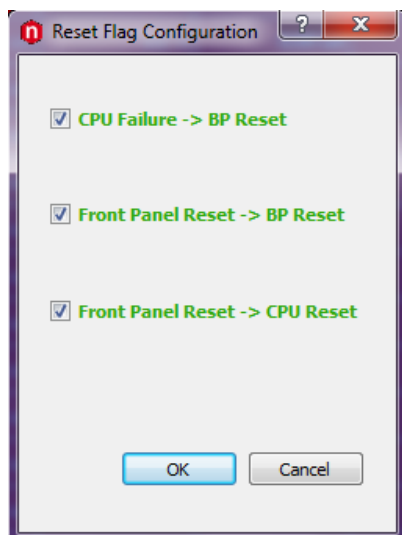 n Reset Flag Configuration ? X
CPU Failure -> BP Reset
Front Panel Reset -> BP Reset
Front Panel Reset -> CPU Reset
OK Cancel